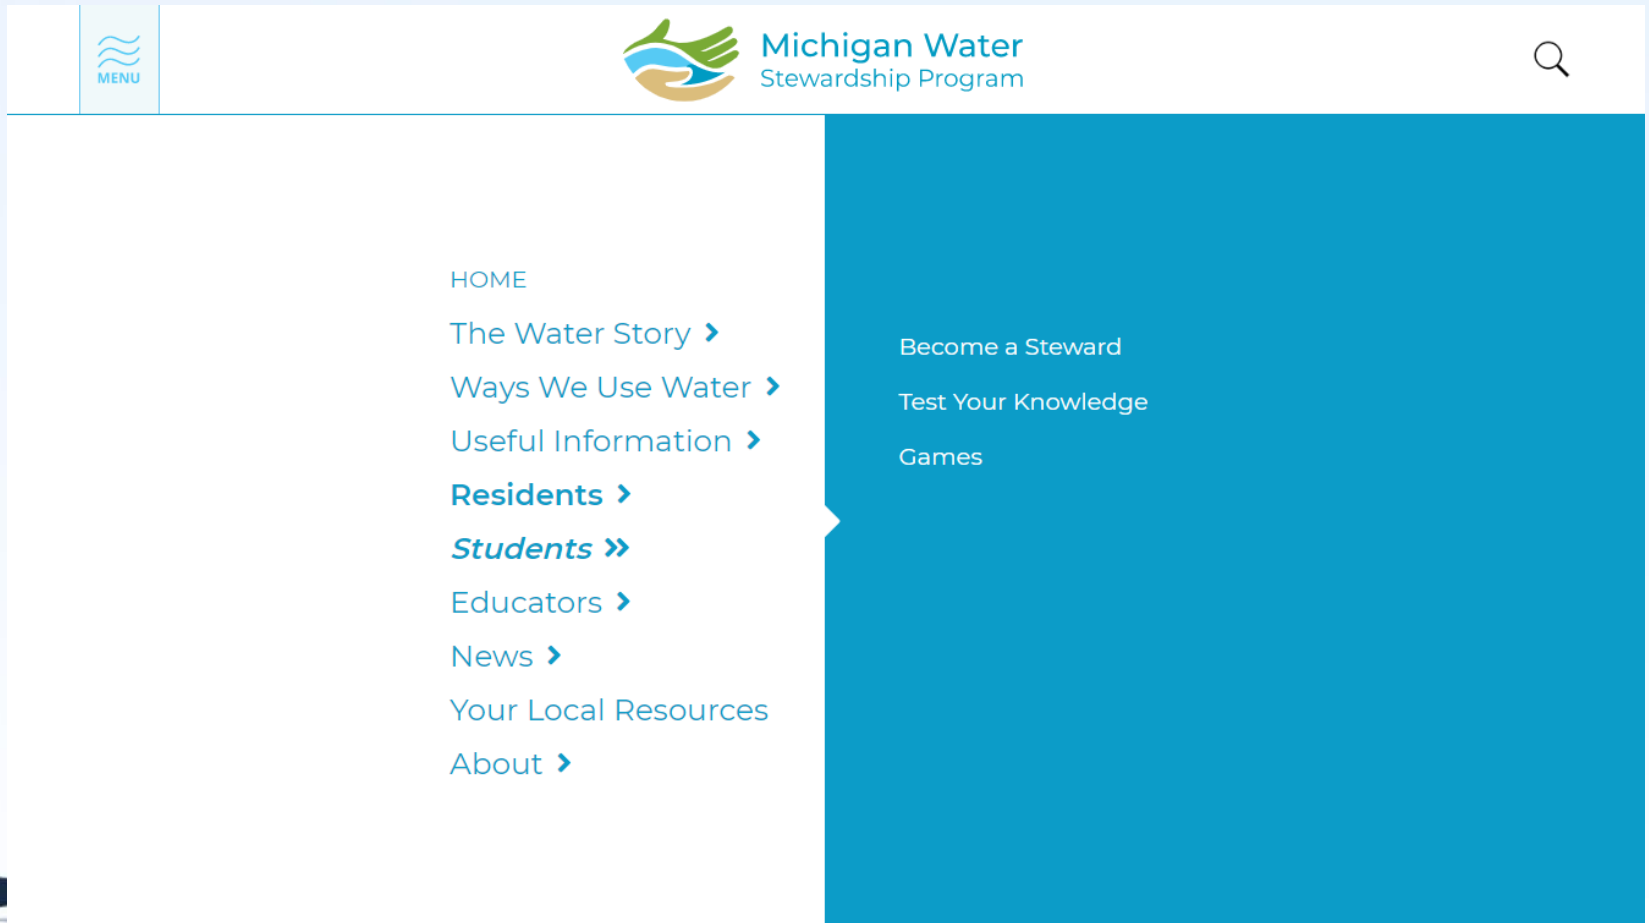 MENU
Michigan Water
Stewardship Program
HOME
The Water Story
Ways We Use Water
Useful Information
Residents
Students
Educators
News
Your Local Resources
About
Become a Steward
Test Your Knowledge
Games